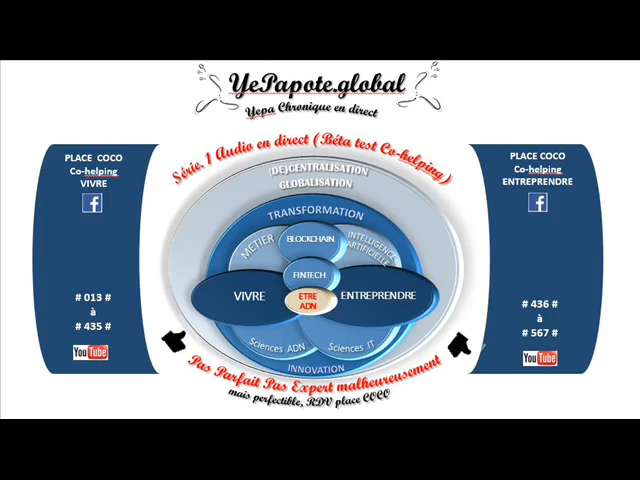 YePapote.global
Yepa Chronique en direct
Série, 1 Audio en direct (Béta test Co-helping)
PLACE COCO
Co-helping
VIVRE
# 013 #
à
# 435 #
YouTube
(DE)CENTRALISATION
GLOBALISATION
TRANSFORMATION
METIER
BLOCKCHAIN
INTELLIGENCE
ARTIFICIELLE
FINTECH
VIVRE
ETRE
ADN
ENTREPRENDRE
Sciences ADN
Sciences IT
INNOVATION
PLACE COCO
Co-helping
ENTREPRENDRE
# 436 #
à
# 567 #
YouTube
Pas Parfait Pas Expert malheureusement
mais perfectible, RDV place COCO